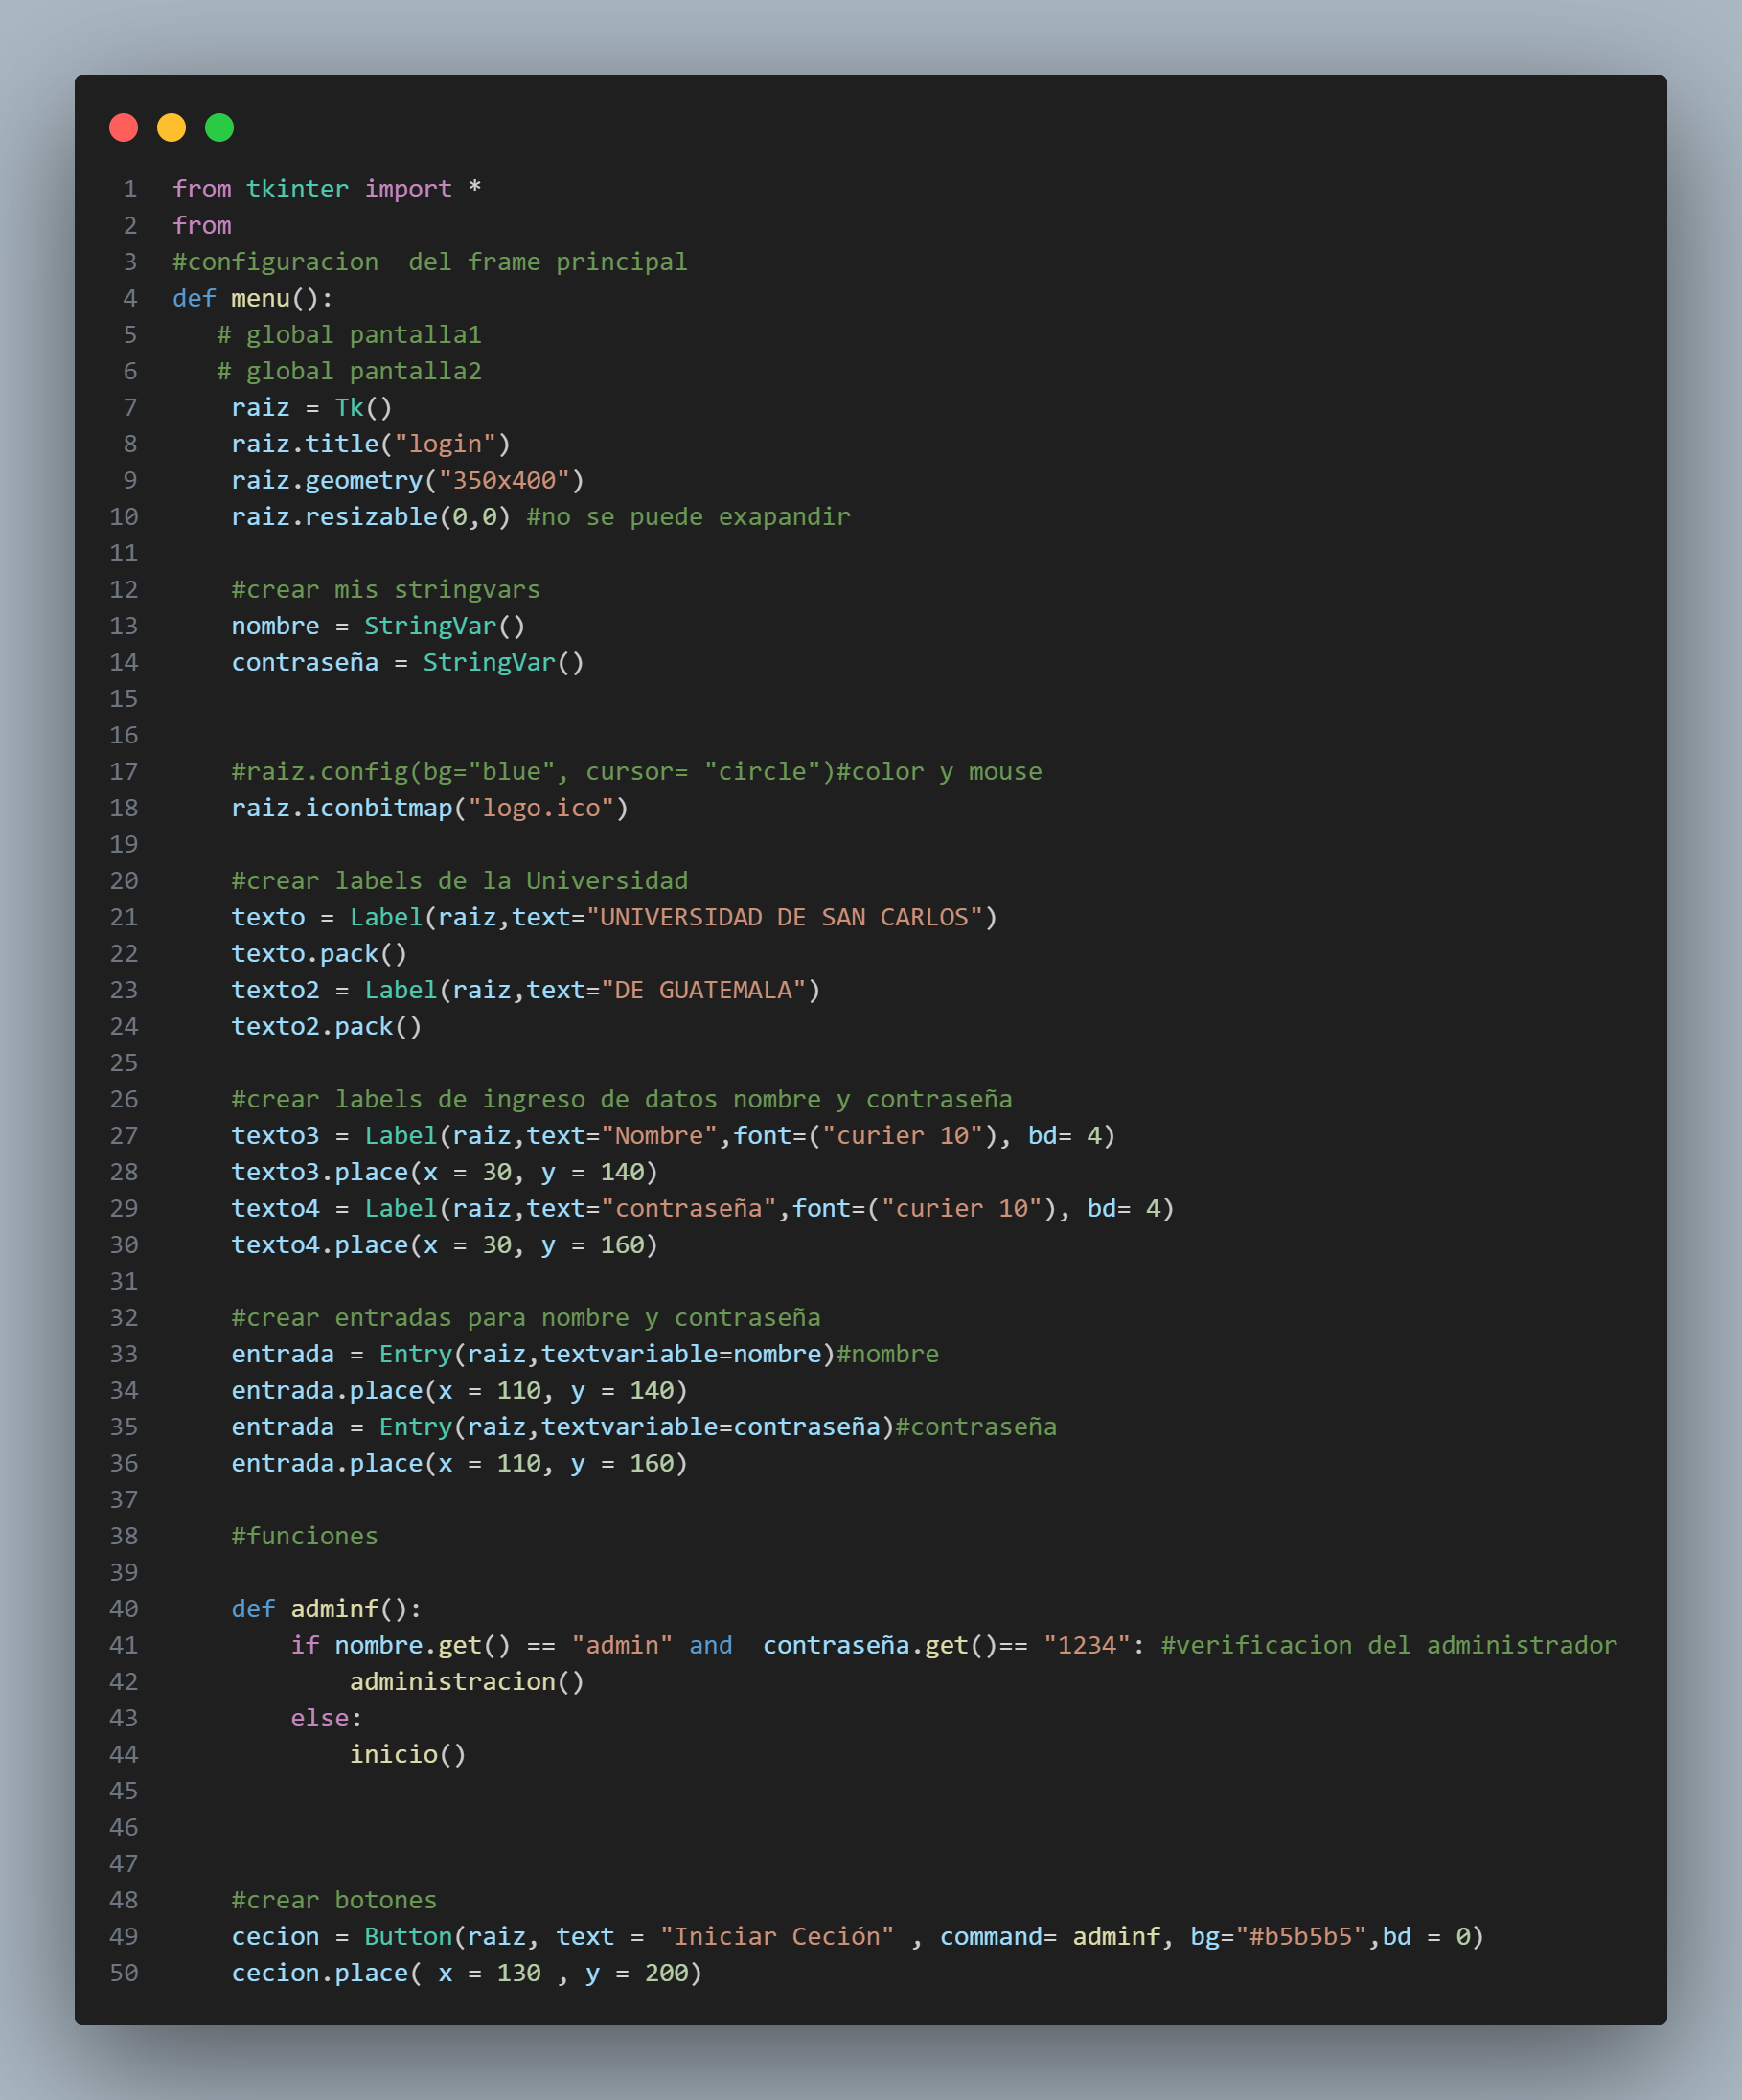 1 from tkinter import *
2 from
3 #configuracion  del frame principal
4 def menu():
5    # global pantalla1
6    # global pantalla2
7     raiz = Tk()
8     raiz.title("login")
9     raiz.geometry("350x400")
10     raiz.resizable(0,0) #no se puede exapandir
11
12     #crear mis stringvars
13     nombre = StringVar()
14     contraseña = StringVar()
15
16
17     #raiz.config(bg="blue", cursor= "circle")#color y mouse
18     raiz.iconbitmap("logo.ico")
19
20     #crear labels de la Universidad
21     texto = Label(raiz,text="UNIVERSIDAD DE SAN CARLOS")
22     texto.pack()
23     texto2 = Label(raiz,text="DE GUATEMALA")
24     texto2.pack()
25
26     #crear labels de ingreso de datos nombre y contraseña
27     texto3 = Label(raiz,text="Nombre",font=("curier 10"), bd= 4)
28     texto3.place(x = 30, y = 140)
29     texto4 = Label(raiz,text="contraseña",font=("curier 10"), bd= 4)
30     texto4.place(x = 30, y = 160)
31
32     #crear entradas para nombre y contraseña
33     entrada = Entry(raiz,textvariable=nombre)#nombre
34     entrada.place(x = 110, y = 140)
35     entrada = Entry(raiz,textvariable=contraseña)#contraseña
36     entrada.place(x = 110, y = 160)
37
38     #funciones
39
40     def adminf():
41         if nombre.get() == "admin" and  contraseña.get()== "1234": #verificacion del administrador
42             administracion()
43         else:
44             inicio()
45
46
47
48     #crear botones
49     cecion = Button(raiz, text = "Iniciar Ceción" , command= adminf, bg="#b5b5b5",bd = 0)
50     cecion.place( x = 130 , y = 200)